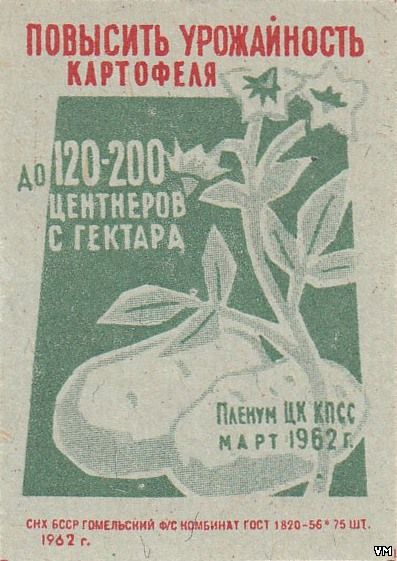 ПОВЫСИТЬ УРОЖАЙНОСТЬ
КАРТОФЕЛЯ
ДО 120-200
ЦЕНТНЕРОВ
С ГЕКТАРА
ПЛЕНУМ ЦК КПСС
МАРТ 1962 Г.
СНХ БССР ГОМЕЛЬСКИЙ Ф/С КОМБИНАТ ГОСТ 1820-56* 75 ШТ.
1962 г.
VM